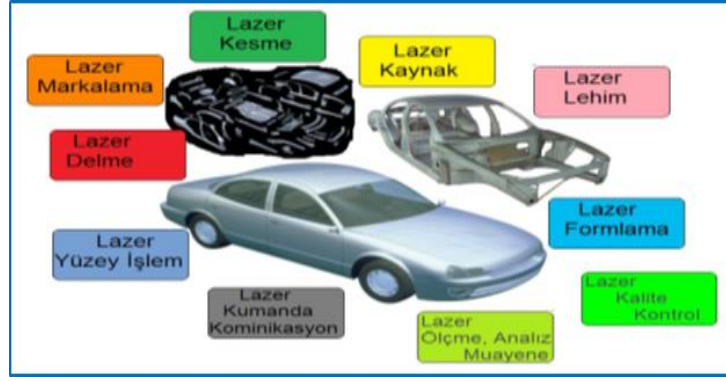 Lazer
Kesme
Lazer
Kaynak
Lazer
Markalama
Lazer
Lehim
Lazer
Delme
Lazer
Formlama
Lazer
Yüzey İşlem
Lazer
Kumanda
Kominikasyon
Lazer
Kalite
Kontrol
Lazer
Ölçme, Analiz
Muayene